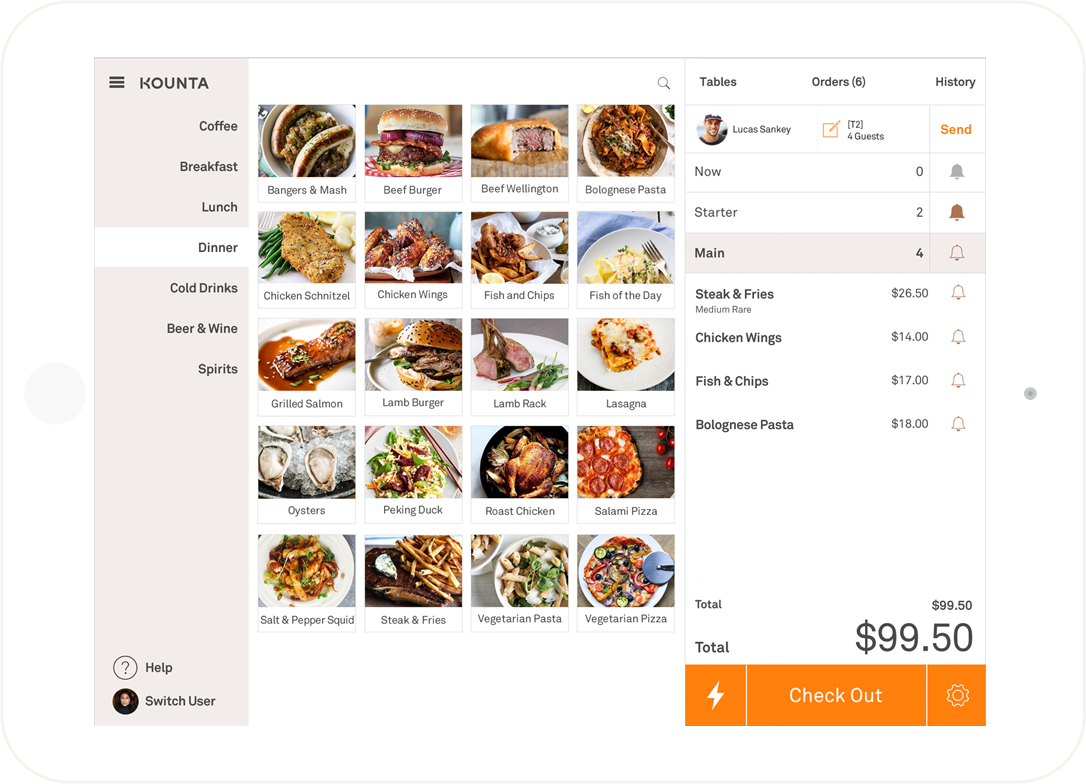 KOUNTA
Coffee
Breakfast
Lunch
Dinner
Cold Drinks
Beer & Wine
Spirits
Help
Switch User
Bangers & Mash
Beef Burger
Beef Wellington
Bolognese Pasta
Chicken Schnitzel
Chicken Wings
Fish and Chips
Fish of the Day
Grilled Salmon
Lamb Burger
Lamb Rack
Lasagna
Oysters
Peking Duck
Roast Chicken
Salami Pizza
Salt & Pepper Squid
Steak & Fries
Vegetarian Pasta
Vegetarian Pizza
Tables Orders (6) History
Lucas Sankey
[T2]
4 Guests
Send
Now 0
Starter 2
Main 4
Steak & Fries $26.50
Medium Rare
Chicken Wings $14.00
Fish & Chips $17.00
Bolognese Pasta $18.00
Total $99.50
Total $99.50
Check Out